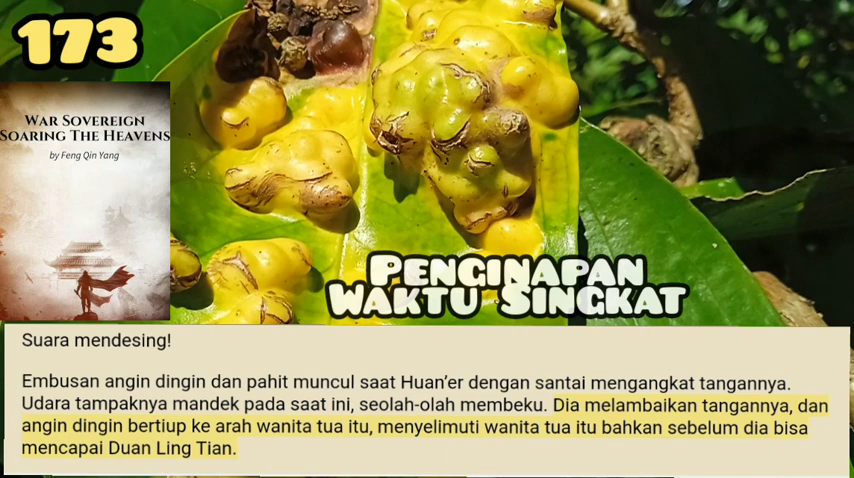 173
WAR SOVEREIGN
SOARING THE HEAVENS
by Feng Qin Yang
PENGINAPAN
WAKTU SINGKAT
Suara mendesing!
Embusan angin dingin dan pahit muncul saat Huan’er dengan santai mengangkat tangannya.
Udara tampaknya mandek pada saat ini, seolah-olah membeku. Dia melambaikan tangannya, dan
angin dingin bertiup ke arah wanita tua itu, menyelimuti wanita tua itu bahkan sebelum dia bisa
mencapai Duan Ling Tian.